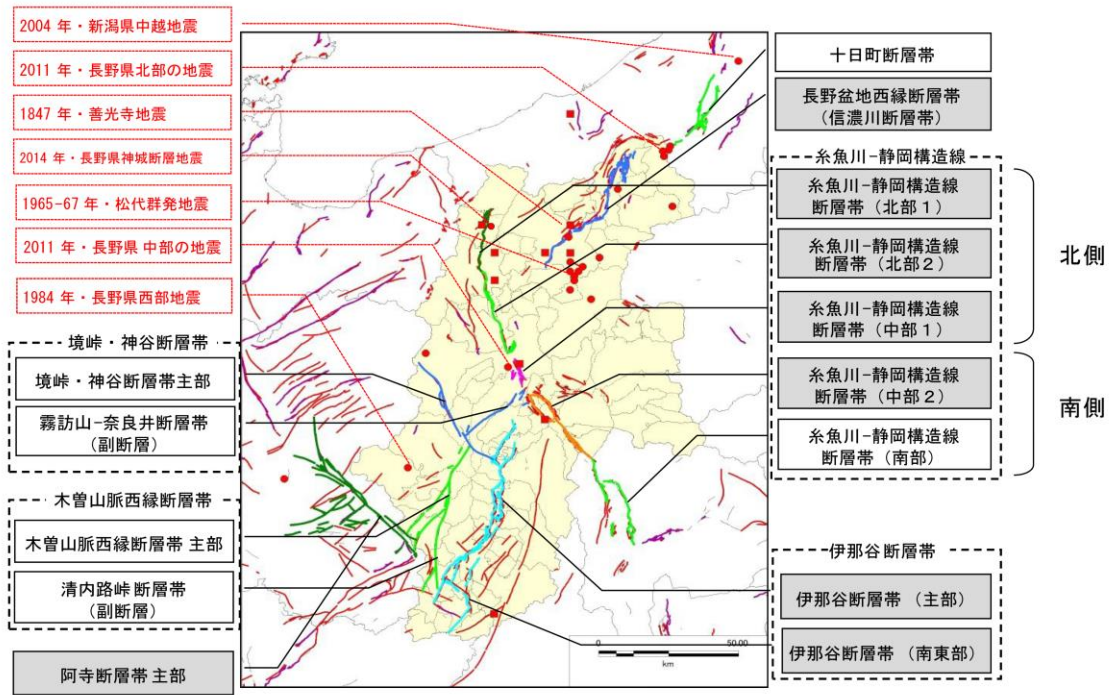 2004 年・新潟県中越地震
2011 年・長野県北部の地震
1847 年・善光寺地震
2014 年・長野県神城断層地震
1965-67 年・松代群発地震
2011 年・長野県 中部の地震
1984 年・長野県西部地震
境峠・神谷断層帯
境峠・神谷断層帯主部
霧訪山−奈良井断層帯
(副断層)
木曽山脈西縁断層帯
木曽山脈西縁断層帯 主部
清内路峠断層帯
(副断層)
阿寺断層帯 主部
0 50.00
km
十日町断層帯
長野盆地西縁断層帯
(信濃川断層帯)
糸魚川−静岡構造線
糸魚川−静岡構造線
断層帯(北部1)
糸魚川−静岡構造線
断層帯(北部2)
糸魚川−静岡構造線
断層帯(中部1)
糸魚川−静岡構造線
断層帯(中部2)
糸魚川−静岡構造線
断層帯(南部)
北側
南側
伊那谷断層帯
伊那谷断層帯 (主部)
伊那谷断層帯 (南東部)